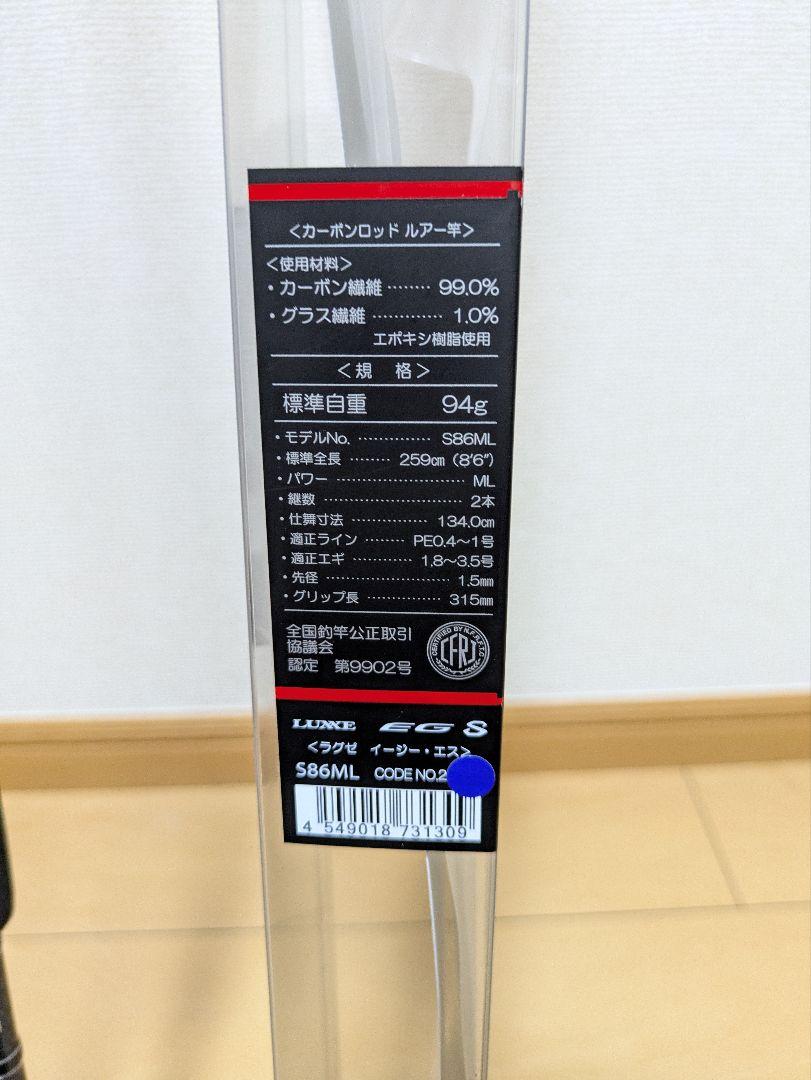 <カーボンロッド ルアー竿>
<使用材料>
・カーボン繊維 ‥‥‥‥ 99.0%
・グラス繊維 ‥‥‥‥‥‥ 1.0%
エポキシ樹脂使用
<規 格>
標準自重 94g
・モデルNo. ‥‥‥‥‥‥‥ S86ML
・標準全長 ‥‥‥‥ 259cm (8'6")
・パワー ‥‥‥‥‥‥‥‥‥‥‥ ML
・継数 ‥‥‥‥‥‥‥‥‥‥‥‥ 2本
・仕舞寸法 ‥‥‥‥‥‥‥ 134.0cm
・適正ライン ‥‥‥‥ PE0.4〜1号
・適正エギ ‥‥‥‥‥‥ 1.8〜3.5号
・先径 ‥‥‥‥‥‥‥‥‥‥‥ 1.5mm
・グリップ長 ‥‥‥‥‥‥‥ 315mm
全国釣竿公正取引
協議会
認定 第9902号
CERTIFIED BY N.F.R.F.T.C
CFRJ
LUXXE EG S
<ラグゼ イージー・エス>
S86ML CODE NO.2
4 549018 731309